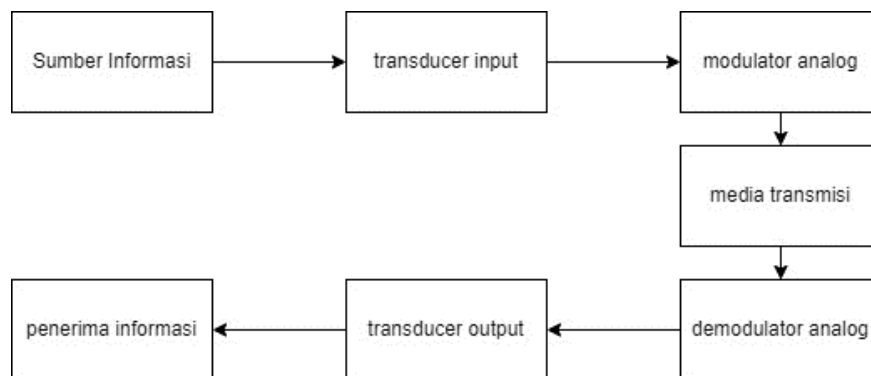 Sumber Informasi
transducer input
modulator analog
media transmisi
demodulator analog
transducer output
penerima informasi